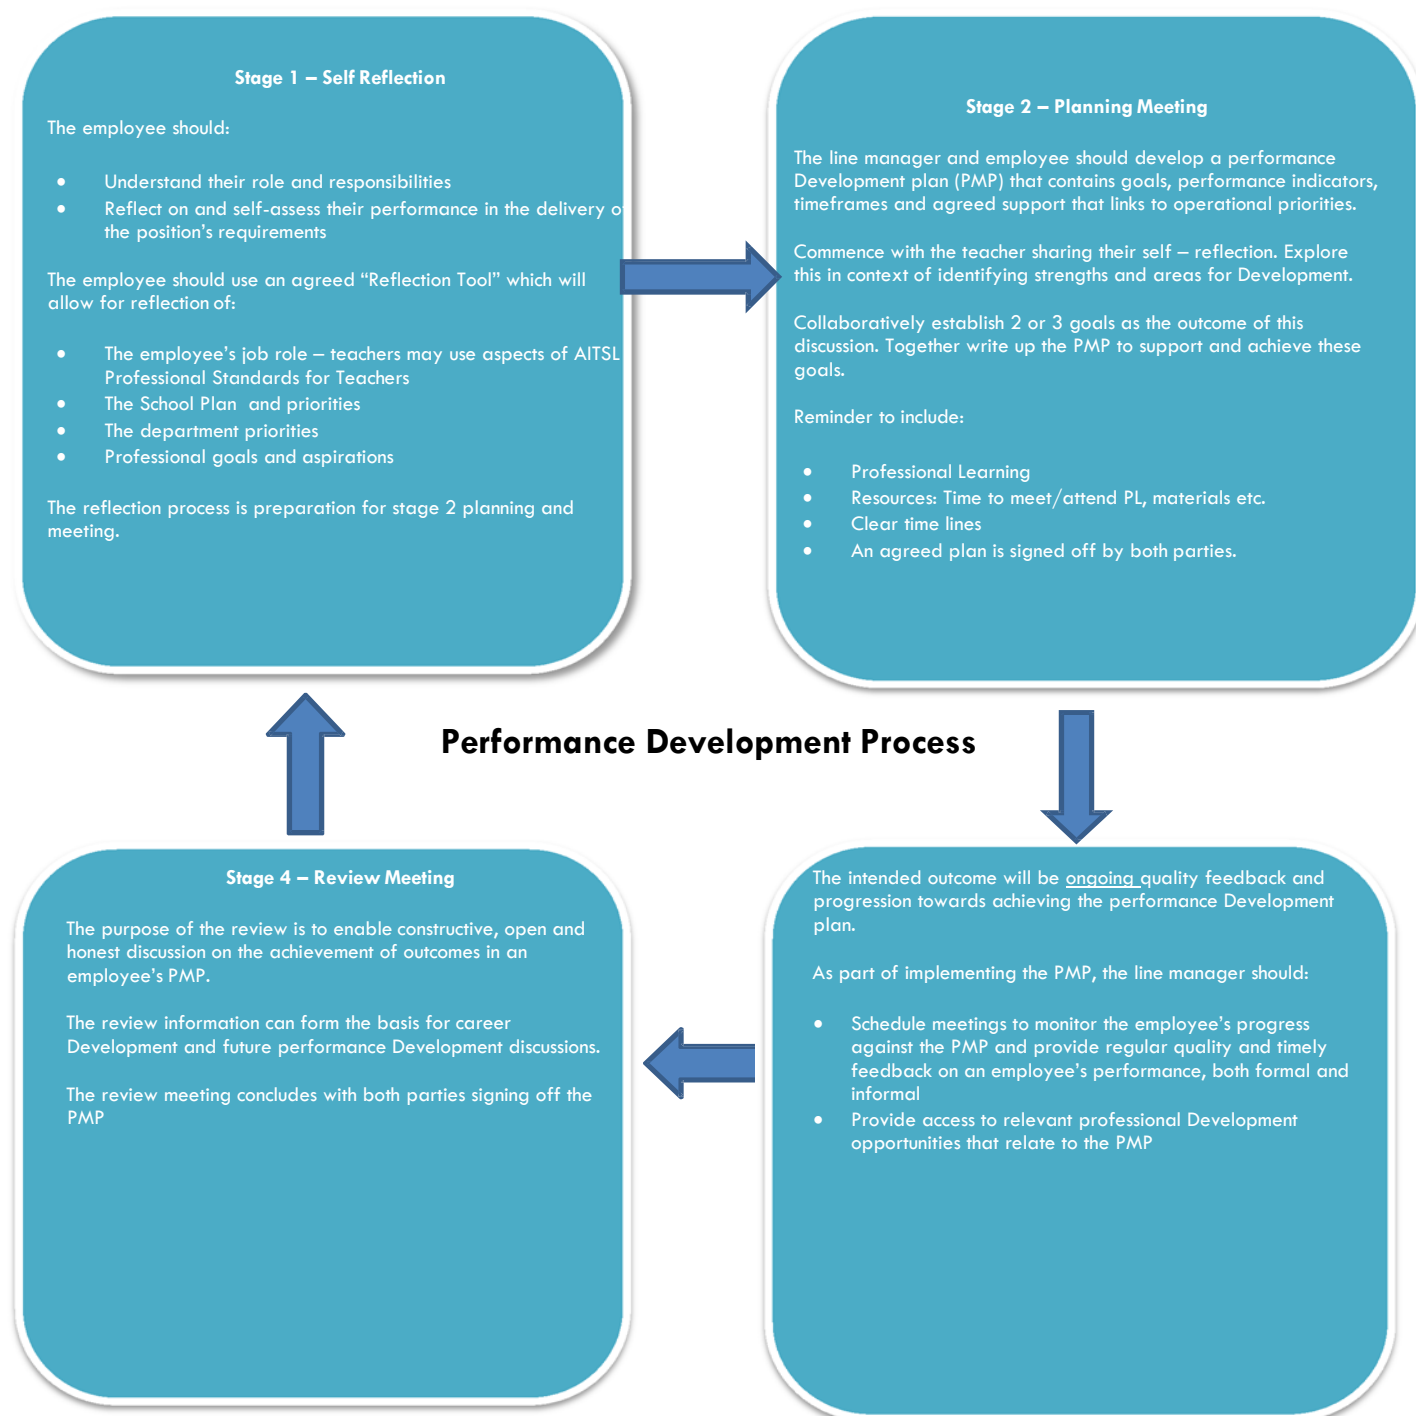 Stage 1 – Self Reflection
The employee should:
• Understand their role and responsibilities
• Reflect on and self-assess their performance in the delivery of
the position’s requirements
The employee should use an agreed “Reflection Tool” which will
allow for reflection of:
• The employee’s job role – teachers may use aspects of AITSL
Professional Standards for Teachers
• The School Plan and priorities
• The department priorities
• Professional goals and aspirations
The reflection process is preparation for stage 2 planning and
meeting.
Stage 2 – Planning Meeting
The line manager and employee should develop a performance
Development plan (PMP) that contains goals, performance indicators,
timeframes and agreed support that links to operational priorities.
Commence with the teacher sharing their self – reflection. Explore
this in context of identifying strengths and areas for Development.
Collaboratively establish 2 or 3 goals as the outcome of this
discussion. Together write up the PMP to support and achieve these
goals.
Reminder to include:
• Professional Learning
• Resources: Time to meet/attend PL, materials etc.
• Clear time lines
• An agreed plan is signed off by both parties.
Performance Development Process
The intended outcome will be ongoing quality feedback and
progression towards achieving the performance Development
plan.
As part of implementing the PMP, the line manager should:
• Schedule meetings to monitor the employee’s progress
against the PMP and provide regular quality and timely
feedback on an employee’s performance, both formal and
informal
• Provide access to relevant professional Development
opportunities that relate to the PMP
Stage 4 – Review Meeting
The purpose of the review is to enable constructive, open and
honest discussion on the achievement of outcomes in an
employee’s PMP.
The review information can form the basis for career
Development and future performance Development discussions.
The review meeting concludes with both parties signing off the
PMP